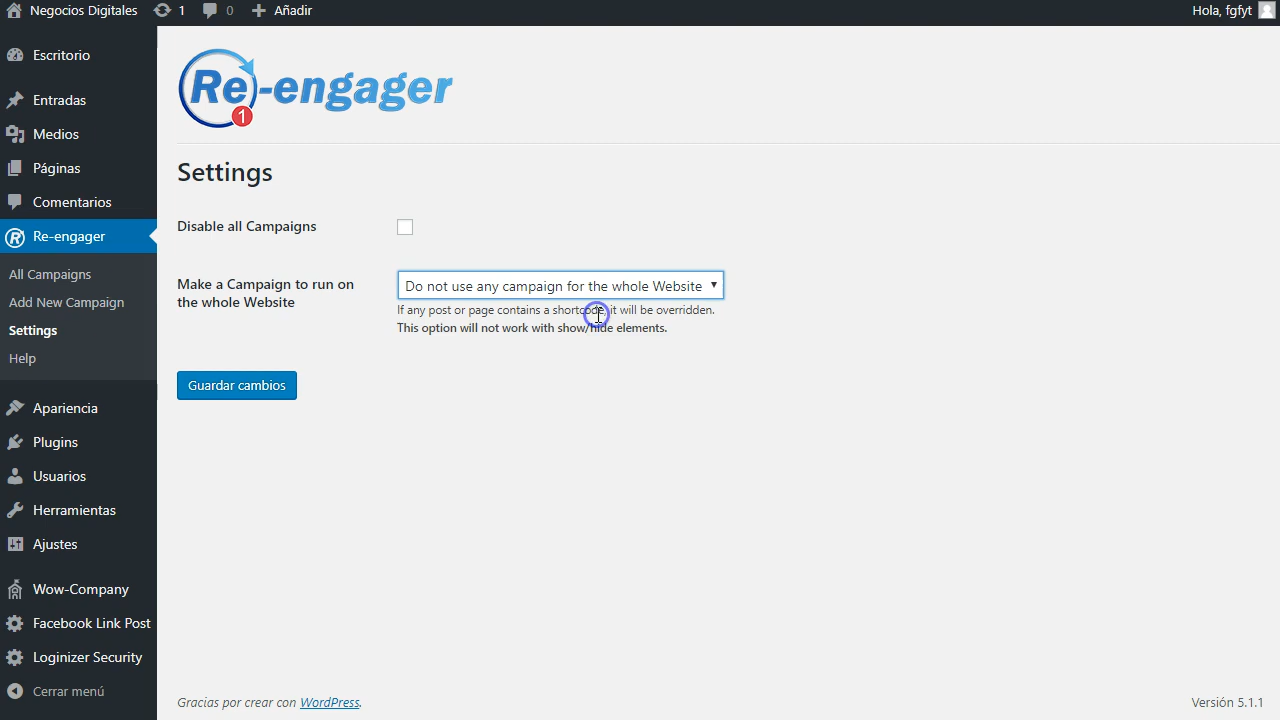 Negocios Digitales 1 0 Añadir Hola, fgfyt
Escritorio
Entradas
Medios
Páginas
Comentarios
Re-engager
All Campaigns
Add New Campaign
Settings
Help
Apariencia
Plugins
Usuarios
Herramientas
Ajustes
Wow-Company
Facebook Link Post
Loginizer Security
Cerrar menú
Re-engager
1
Settings
Disable all Campaigns
Make a Campaign to run on
the whole Website
Do not use any campaign for the whole Website
If any post or page contains a shortcode, it will be overridden.
This option will not work with show/hide elements.
Guardar cambios
Gracias por crear con WordPress.
Versión 5.1.1